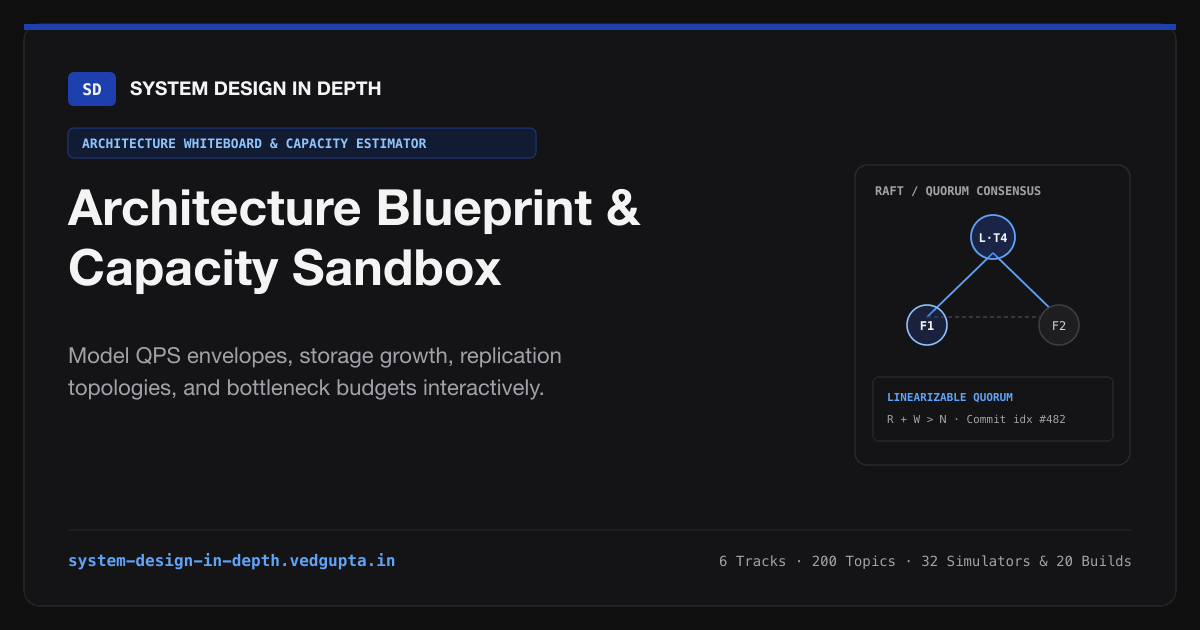 SD
SYSTEM DESIGN IN DEPTH
ARCHITECTURE WHITEBOARD & CAPACITY ESTIMATOR
Architecture Blueprint &
Capacity Sandbox
Model QPS envelopes, storage growth, replication
topologies, and bottleneck budgets interactively.
RAFT / QUORUM CONSENSUS
L·T4
F1
F2
LINEARIZABLE QUORUM
R + W > N · Commit idx #482
system-design-in-depth.vedgupta.in
6 Tracks · 200 Topics · 32 Simulators & 20 Builds